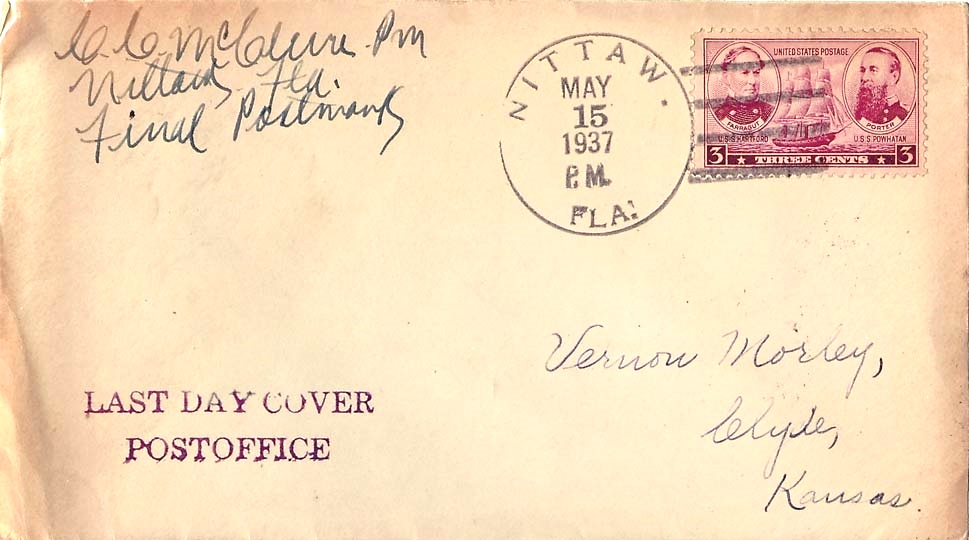 C. C. McClure Pm
Nittaw, Fla.
Final Postmark
NITTAW.
MAY
15
1937
P.M.
FLA.
UNITED STATES POSTAGE
FARRAGUT
PORTER
U.S.S HARTFORD
U.S.S POWHATAN
3 ★ THREE CENTS ★ 3
Vernon Morley,
Clyde,
Kansas.
LAST DAY COVER
POSTOFFICE